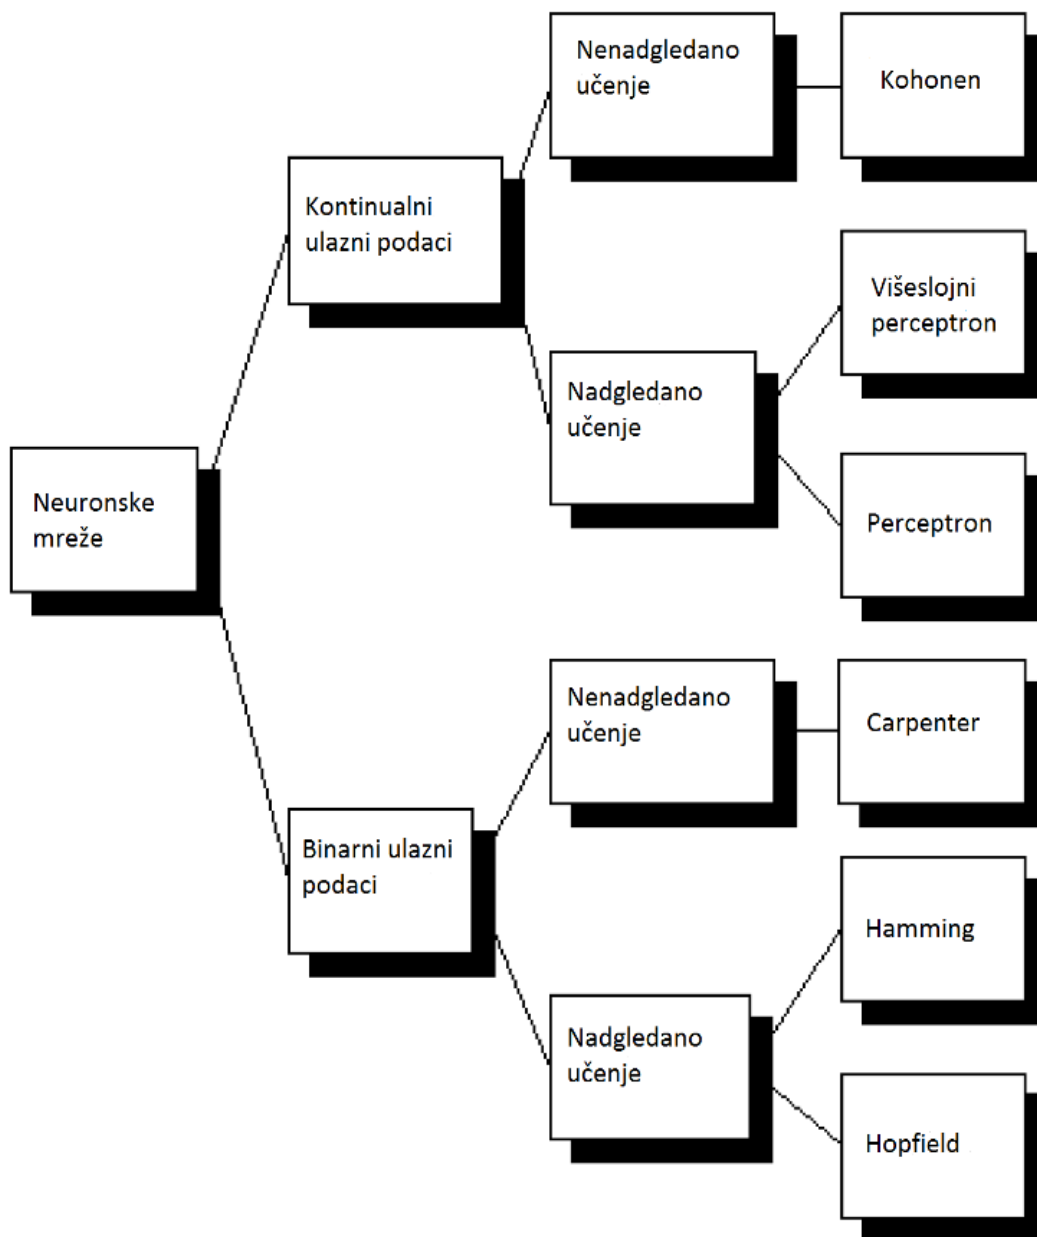 Nenadgledano
učenje
Kohonen
Kontinualni
ulazni podaci
Višeslojni
perceptron
Nadgledano
učenje
Neuronske
mreže
Perceptron
Nenadgledano
učenje
Carpenter
Binarni ulazni
podaci
Hamming
Nadgledano
učenje
Hopfield